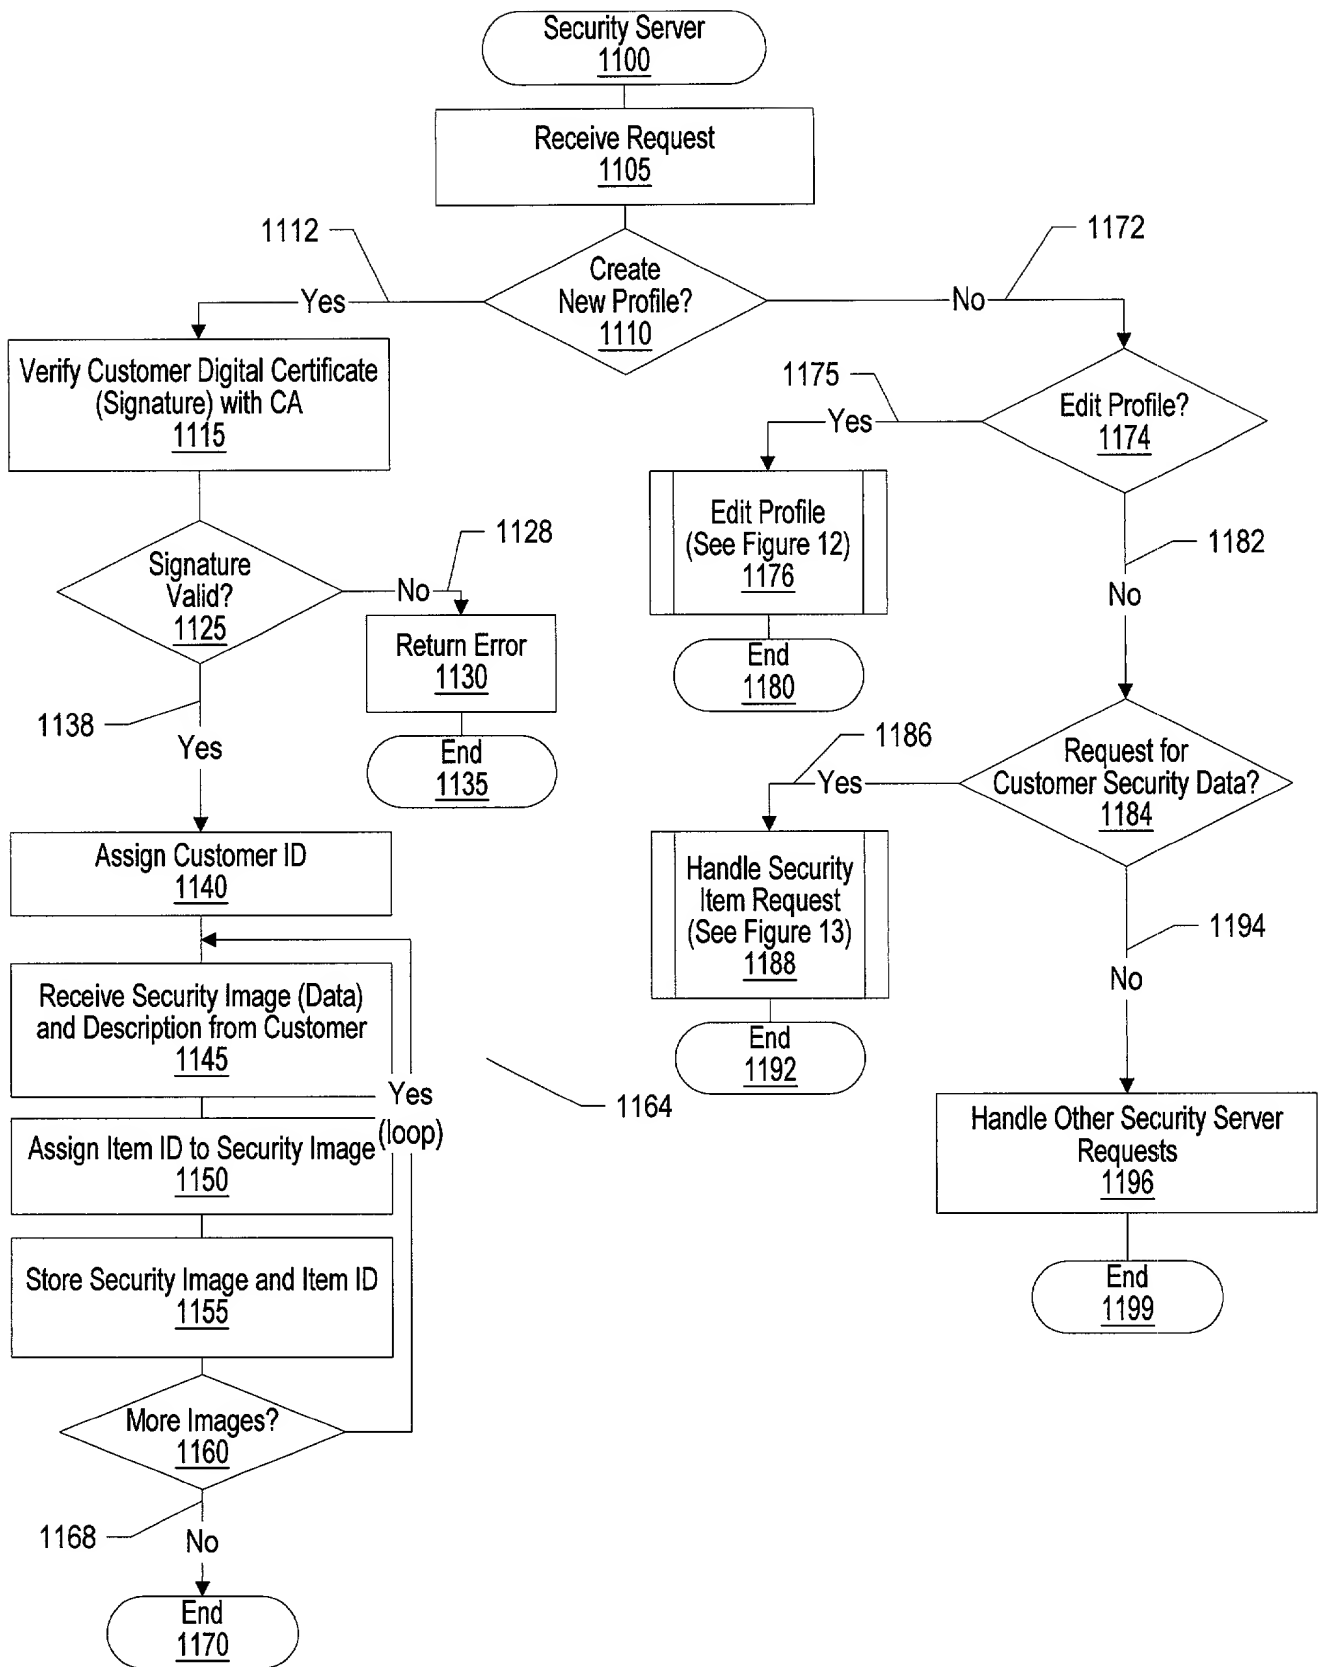 Security Server
1100
Receive Request
1105
1112
1172
Create
New Profile?
1110
Yes
No
Verify Customer Digital Certificate
(Signature) with CA
1115
1175
Edit Profile?
1174
Yes
Edit Profile
(See Figure 12)
1176
1182
No
End
1180
Signature
Valid?
1125
1128
No
Return Error
1130
End
1135
1138
Yes
1186
Request for
Customer Security Data?
1184
Yes
Handle Security
Item Request
(See Figure 13)
1188
End
1192
1194
No
Handle Other Security Server
Requests
1196
End
1199
Assign Customer ID
1140
Receive Security Image (Data)
and Description from Customer
1145
Yes
(loop)
1164
Assign Item ID to Security Image
1150
Store Security Image and Item ID
1155
More Images?
1160
1168
No
End
1170